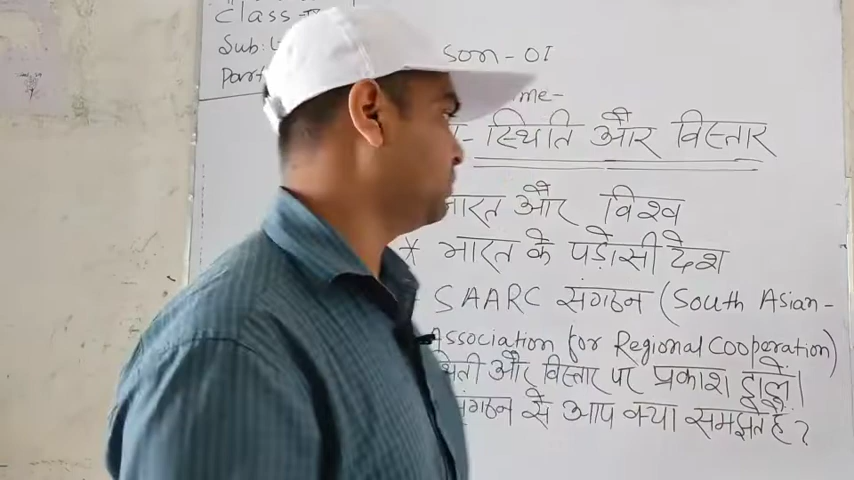 Class-
Sub:
Part
son-01
me-
- स्थिति और विस्तार
भारत और विश्व
* भारत के पड़ोसी देश
SAARC संगठन (South Asian-
Association for Regional Cooperation)
और विस्तार पर प्रकाश डाले।
संगठन से आप क्या समझते है?